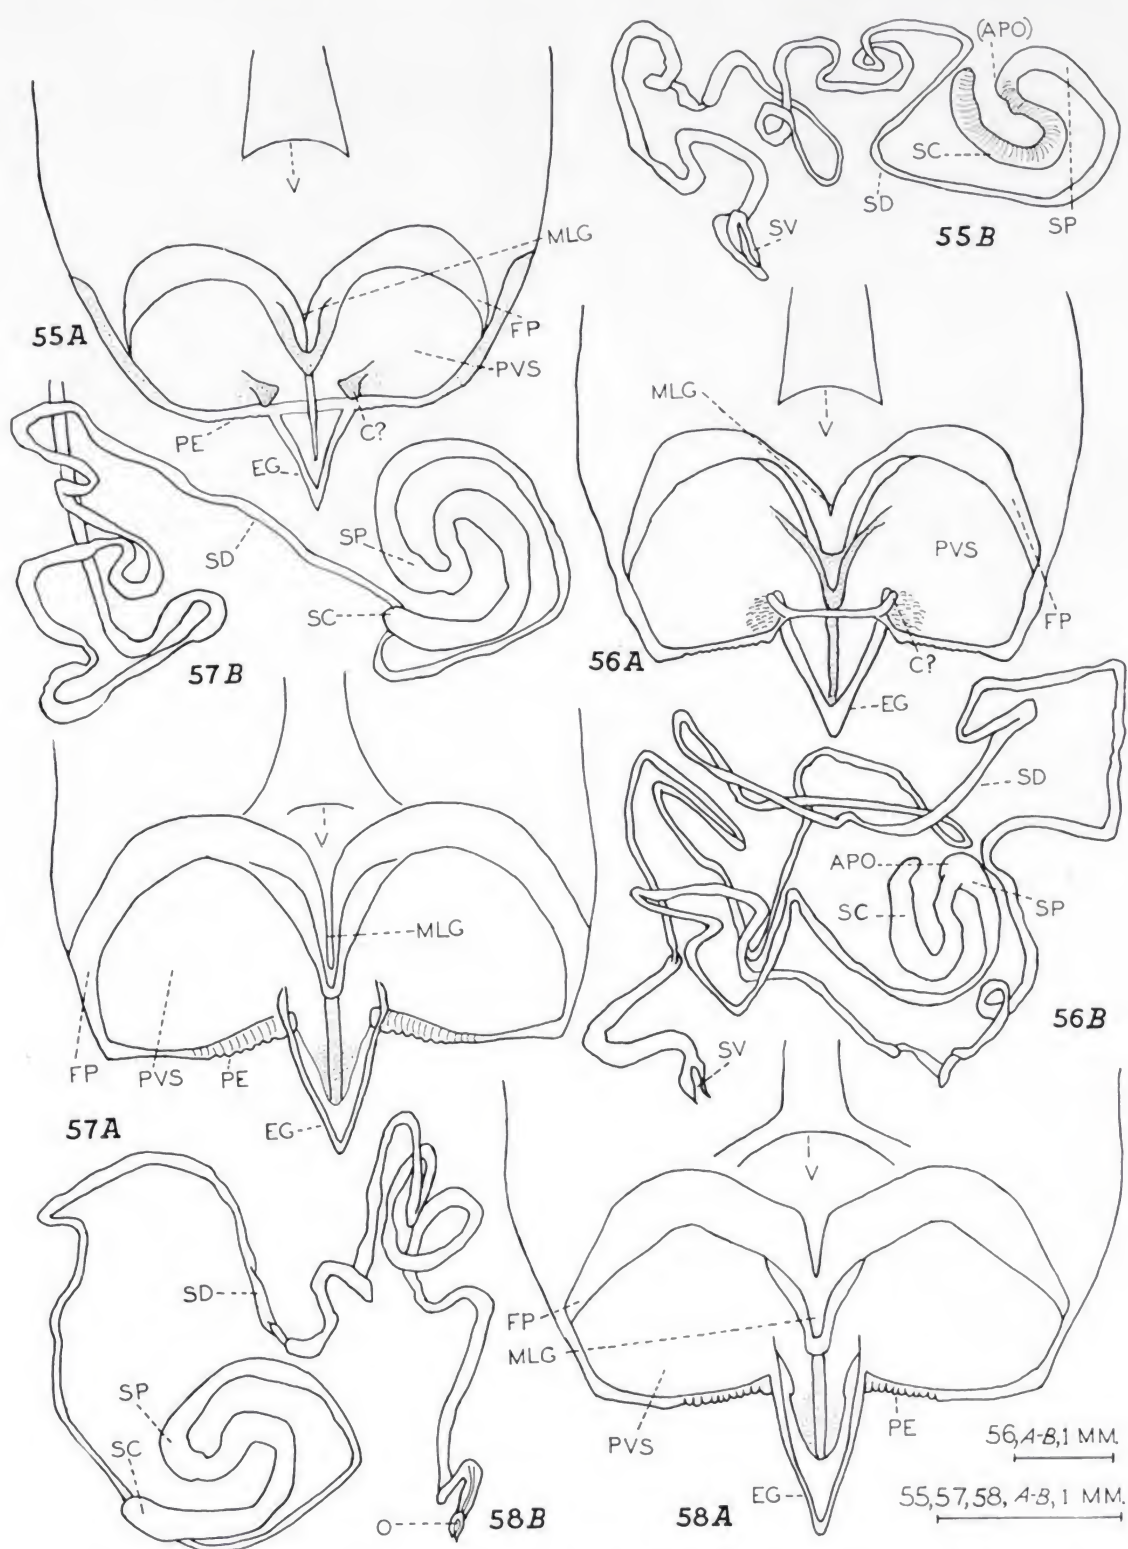 (APO)
SC
SD
SP
SV
55B
MLG
FP
PVS
55A
PE
C?
EG
MLG
PVS
FP
C?
EG
56A
SD
SP
SC
57B
SD
APO
SP
SC
SV
56B
MLG
FP
PVS
PE
EG
57A
SD
SP
SC
O
58B
FP
MLG
PVS
PE
EG
58A
56, A-B, 1 MM.
55, 57, 58, A-B, 1 MM.